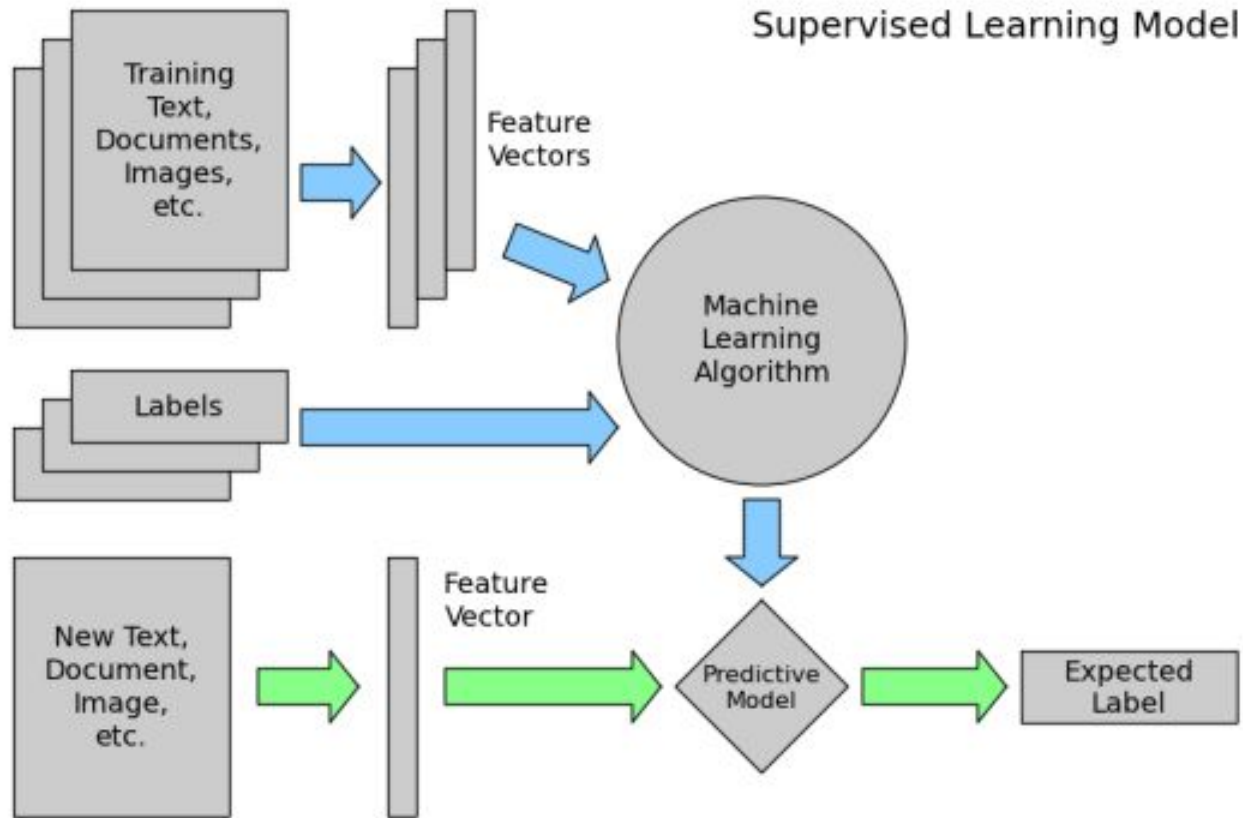 Supervised Learning Model
Training
Text,
Documents,
Images,
etc.
Feature
Vectors
Machine
Learning
Algorithm
Labels
New Text,
Document,
Image,
etc.
Feature
Vector
Predictive
Model
Expected
Label